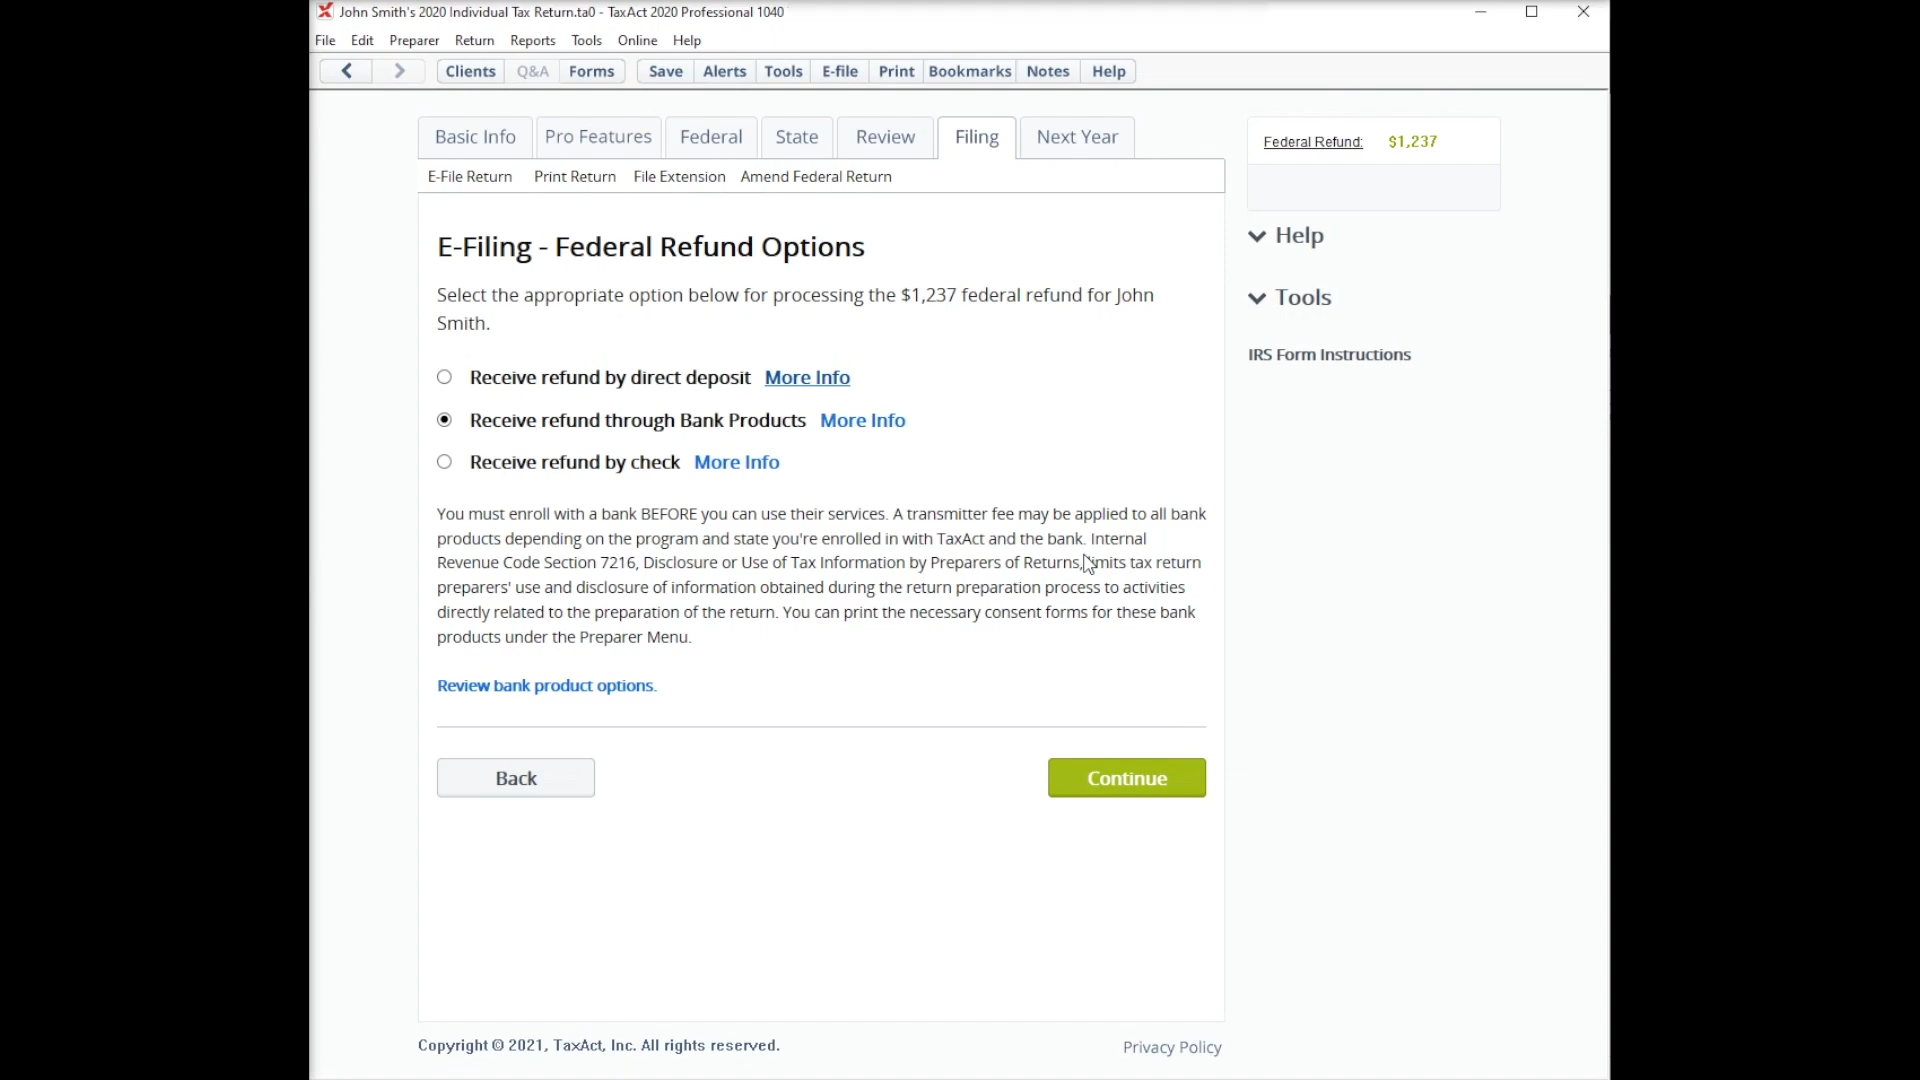 John Smith's 2020 Individual Tax Return.ta0 - TaxAct 2020 Professional 1040
File Edit Preparer Return Reports Tools Online Help
Clients Q&A Forms Save Alerts Tools E-file Print Bookmarks Notes Help
Basic Info Pro Features Federal State Review Filing Next Year
Federal Refund: $1,237
E-File Return Print Return File Extension Amend Federal Return
Help
E-Filing - Federal Refund Options
Select the appropriate option below for processing the $1,237 federal refund for John
Smith.
Tools
IRS Form Instructions
Receive refund by direct deposit More Info
Receive refund through Bank Products More Info
Receive refund by check More Info
You must enroll with a bank BEFORE you can use their services. A transmitter fee may be applied to all bank
products depending on the program and state you're enrolled in with TaxAct and the bank. Internal
Revenue Code Section 7216, Disclosure or Use of Tax Information by Preparers of Returns, limits tax return
preparers' use and disclosure of information obtained during the return preparation process to activities
directly related to the preparation of the return. You can print the necessary consent forms for these bank
products under the Preparer Menu.
Review bank product options.
Back Continue
Copyright © 2021, TaxAct, Inc. All rights reserved.
Privacy Policy